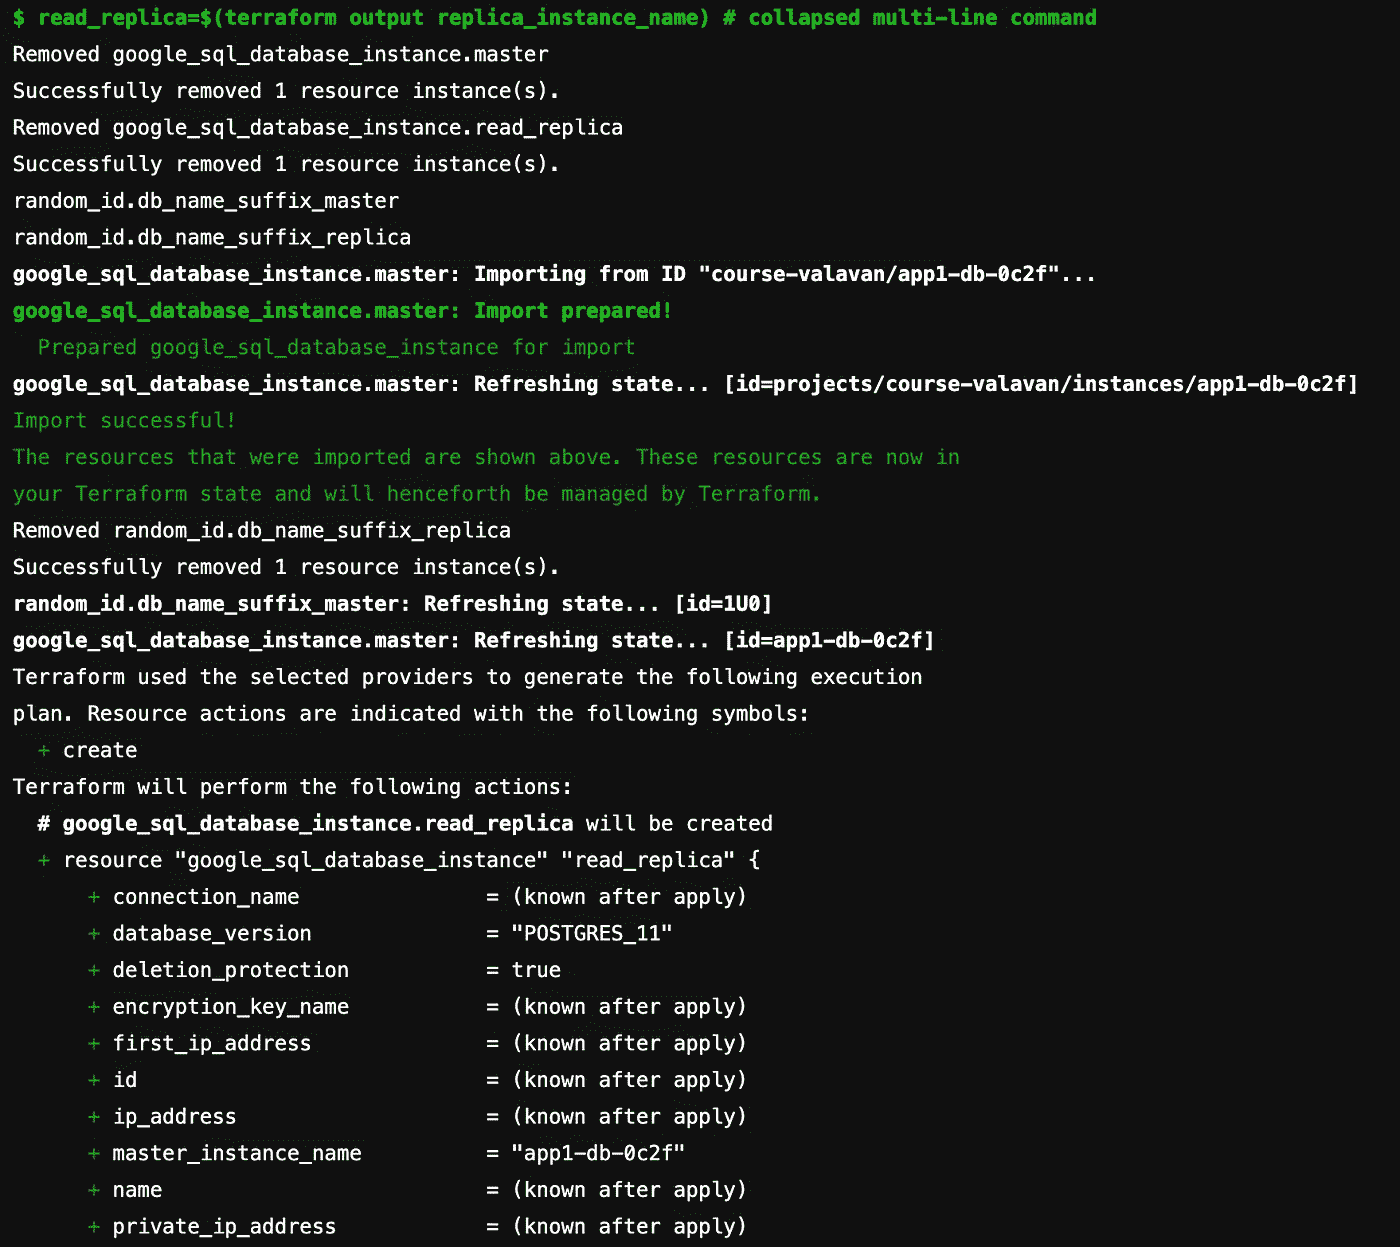 $ read_replica=$(terraform output replica_instance_name) # collapsed multi-line command
Removed google_sql_database_instance.master
Successfully removed 1 resource instance(s).
Removed google_sql_database_instance.read_replica
Successfully removed 1 resource instance(s).
random_id.db_name_suffix_master
random_id.db_name_suffix_replica
google_sql_database_instance.master: Importing from ID "course-valavan/app1-db-0c2f"...
google_sql_database_instance.master: Import prepared!
  Prepared google_sql_database_instance for import
google_sql_database_instance.master: Refreshing state... [id=projects/course-valavan/instances/app1-db-0c2f]
Import successful!
The resources that were imported are shown above. These resources are now in
your Terraform state and will henceforth be managed by Terraform.
Removed random_id.db_name_suffix_replica
Successfully removed 1 resource instance(s).
random_id.db_name_suffix_master: Refreshing state... [id=1U0]
google_sql_database_instance.master: Refreshing state... [id=app1-db-0c2f]
Terraform used the selected providers to generate the following execution
plan. Resource actions are indicated with the following symbols:
  + create
Terraform will perform the following actions:
  # google_sql_database_instance.read_replica will be created
  + resource "google_sql_database_instance" "read_replica" {
      + connection_name               = (known after apply)
      + database_version              = "POSTGRES_11"
      + deletion_protection           = true
      + encryption_key_name           = (known after apply)
      + first_ip_address              = (known after apply)
      + id                            = (known after apply)
      + ip_address                    = (known after apply)
      + master_instance_name          = "app1-db-0c2f"
      + name                          = (known after apply)
      + private_ip_address            = (known after apply)